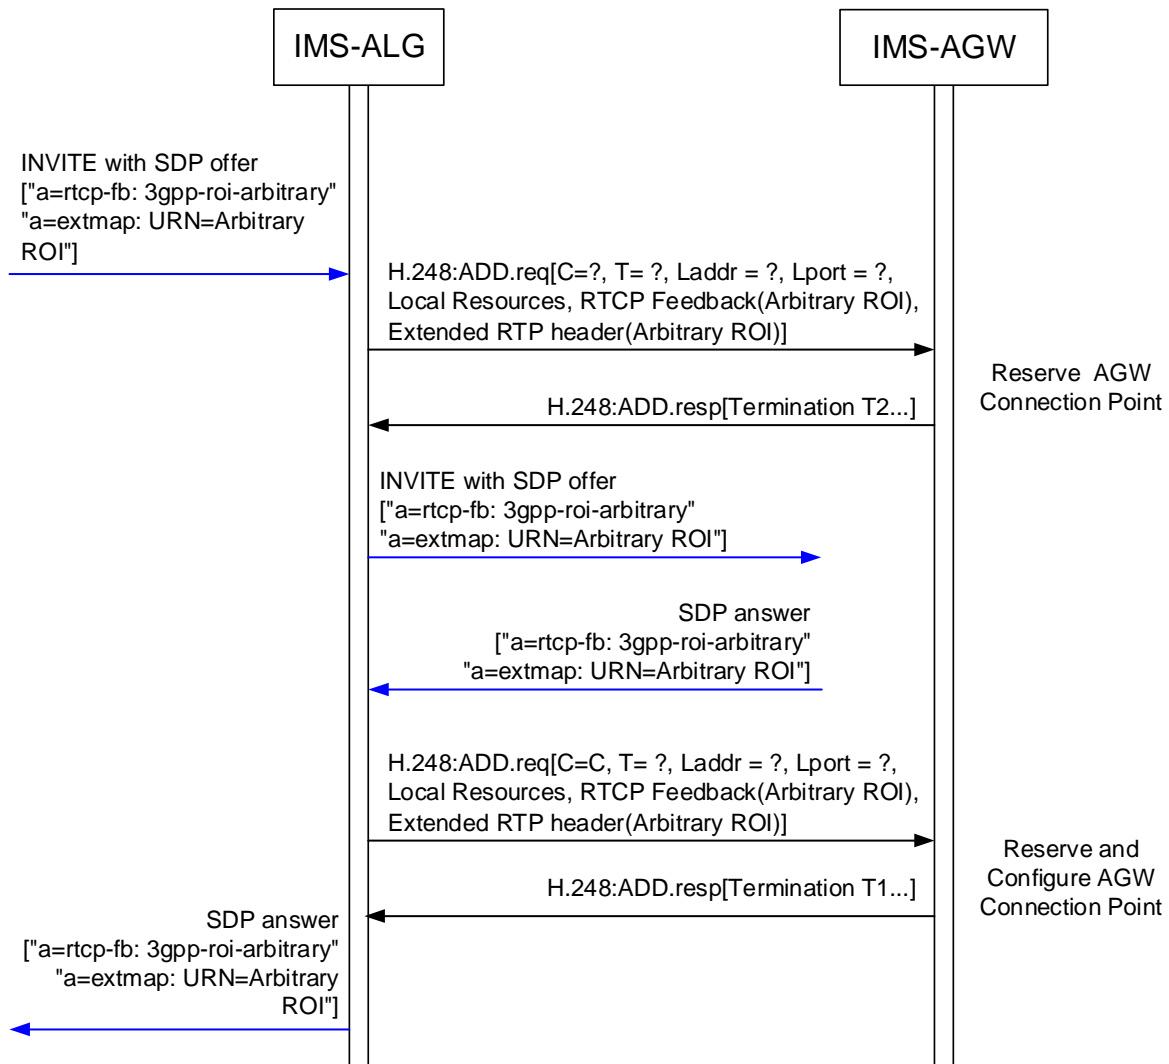 IMS-ALG
IMS-AGW
INVITE with SDP offer
["a=rtcp-fb: 3gpp-roi-arbitrary"
"a=extmap: URN=Arbitrary
ROI"]
H.248:ADD.req[C=?, T= ?, Laddr = ?, Lport = ?,
Local Resources, RTCP Feedback(Arbitrary ROI),
Extended RTP header(Arbitrary ROI)]
Reserve AGW
Connection Point
H.248:ADD.resp[Termination T2...]
INVITE with SDP offer
["a=rtcp-fb: 3gpp-roi-arbitrary"
"a=extmap: URN=Arbitrary ROI"]
SDP answer
["a=rtcp-fb: 3gpp-roi-arbitrary"
"a=extmap: URN=Arbitrary ROI"]
H.248:ADD.req[C=C, T= ?, Laddr = ?, Lport = ?,
Local Resources, RTCP Feedback(Arbitrary ROI),
Extended RTP header(Arbitrary ROI)]
Reserve and
Configure AGW
Connection Point
H.248:ADD.resp[Termination T1...]
SDP answer
["a=rtcp-fb: 3gpp-roi-arbitrary"
"a=extmap: URN=Arbitrary
ROI"]